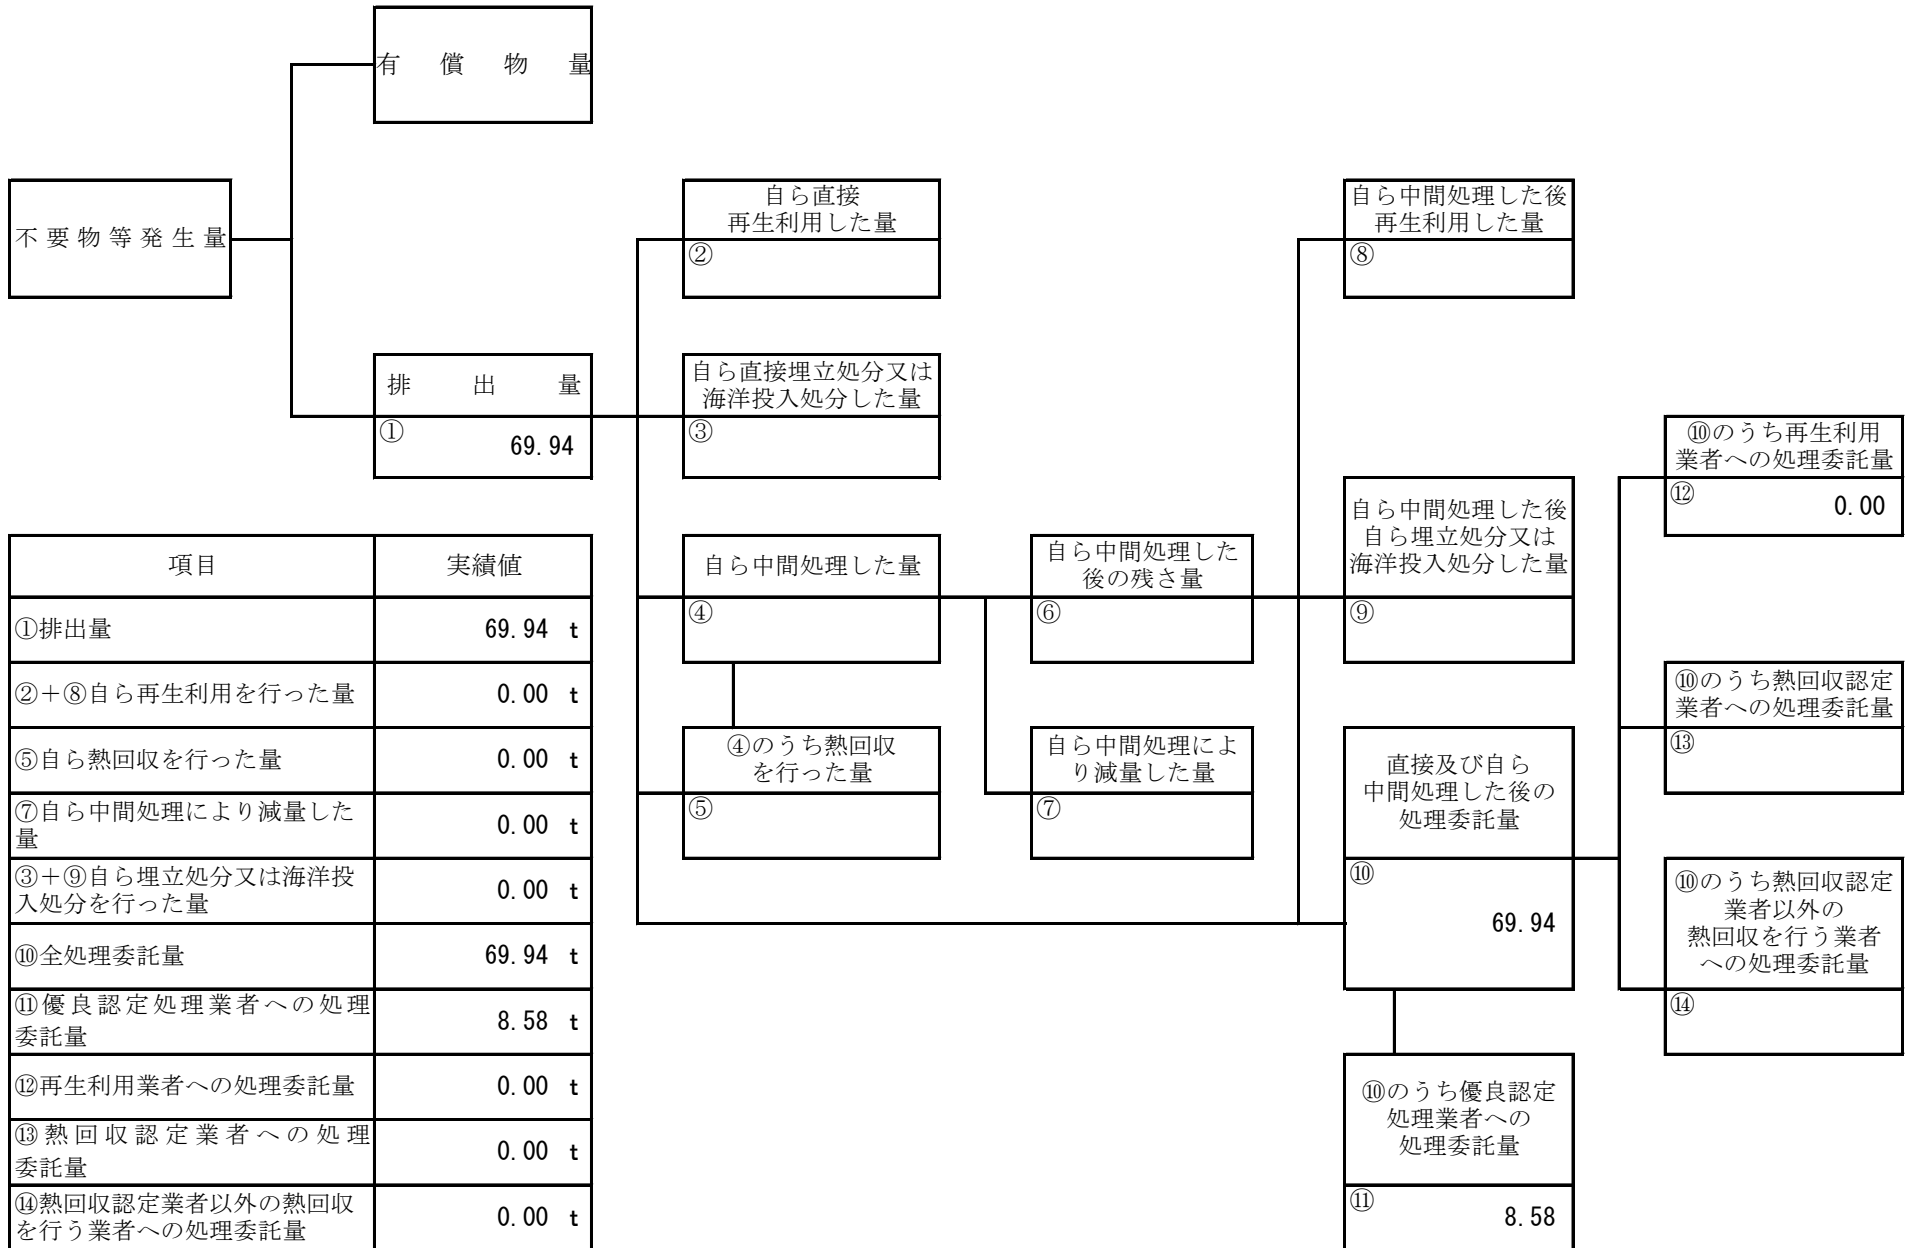 有償物量
不要物等発生量
排出量
①
69.94
自ら直接
再生利用した量
②
自ら直接埋立処分又は
海洋投入処分した量
③
自ら中間処理した量
④
④のうち熱回収
を行った量
⑤
自ら中間処理した
後の残さ量
⑥
自ら中間処理によ
り減量した量
⑦
自ら中間処理した後
再生利用した量
⑧
自ら中間処理した後
自ら埋立処分又は
海洋投入処分した量
⑨
直接及び自ら
中間処理した後の
処理委託量
⑩
69.94
⑩のうち優良認定
処理業者への
処理委託量
⑪
8.58
⑩のうち再生利用
業者への処理委託量
⑫
0.00
⑩のうち熱回収認定
業者への処理委託量
⑬
⑩のうち熱回収認定
業者以外の
熱回収を行う業者
への処理委託量
⑭
項目 実績値
①排出量 69.94 t
②＋⑧自ら再生利用を行った量 0.00 t
⑤自ら熱回収を行った量 0.00 t
⑦自ら中間処理により減量した
量 0.00 t
③＋⑨自ら埋立処分又は海洋投
入処分を行った量 0.00 t
⑩全処理委託量 69.94 t
⑪優良認定処理業者への処理
委託量 8.58 t
⑫再生利用業者への処理委託量 0.00 t
⑬熱回収認定業者への処理
委託量 0.00 t
⑭熱回収認定業者以外の熱回収
を行う業者への処理委託量 0.00 t